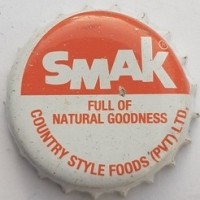 SMAK
FULL OF
NATURAL GOODNESS
COUNTRY STYLE FOODS (PVT) LTD.